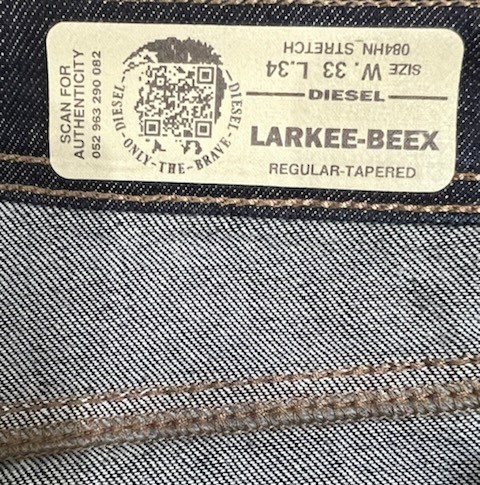 SCAN FOR
AUTHENTICITY
052 963 290 082
DIESEL
DIESEL
ONLY-THE-BRAVE
SIZE W. 33 L.34
084HN_STRETCH
DIESEL
LARKEE-BEEX
REGULAR-TAPERED